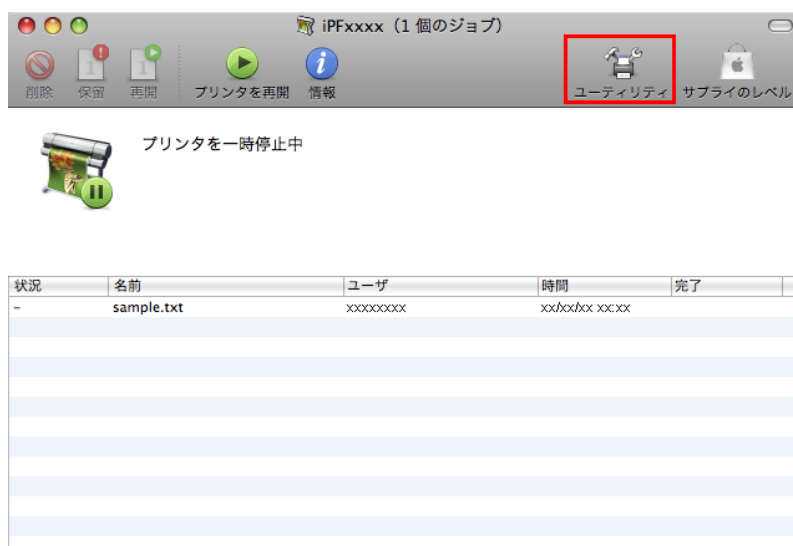 iPFxxxx（1 個のジョブ）
削除 保留 再開 プリンタを再開 情報 ユーティリティ サプライのレベル
プリンタを一時停止中
状況 名前 ユーザ 時間 完了
– sample.txt xxxxxxxx xx/xx/xx xx:xx